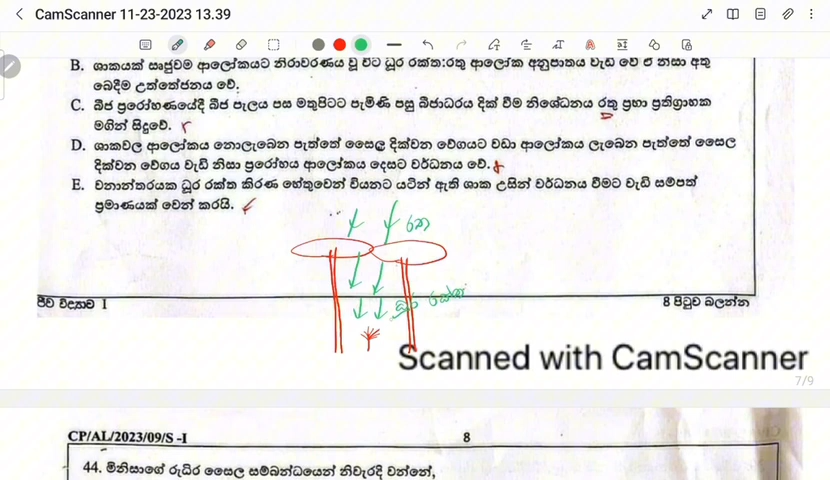 CamScanner 11-23-2023 13.39
B. ශාකයක් සෘජුවම ආලෝකයට නිරාවරණය වූ විට ධූර රක්ත:රතු ආලෝක අනුපාතය වැඩි වේ ඒ නිසා අතු
බෙදීම උත්තේජනය වේ.
C. බීජ ප්‍රරෝහණයේදී බීජ පැලය පස මතුපිටට පැමිණි පසු බීජාධරය දික් වීම නිශේධනය රතු ප්‍රභා ප්‍රතිග්‍රාහක
මගින් සිදුවේ.
D. ශාකවල ආලෝකය නොලැබෙන පැත්තේ සෛල දික්වන වේගයට වඩා ආලෝකය ලැබෙන පැත්තේ සෛල
දික්වන වේගය වැඩි නිසා ප්‍රරෝහය ආලෝකය දෙසට වර්ධනය වේ.
E. වනාන්තරයක ධූර රක්ත කිරණ හේතුවෙන් වියනට යටින් ඇති ශාක උසින් වර්ධනය වීමට වැඩි සම්පත්
ප්‍රමාණයක් වෙන් කරයි.
රක්ත
ජීව විද්‍යාව I
8 පිටුව බලන්න
Scanned with CamScanner
7/9
CP/AL/2023/09/S -I
8
44. මිනිසාගේ රුධිර සෛල සම්බන්ධයෙන් නිවැරදි වන්නේ,